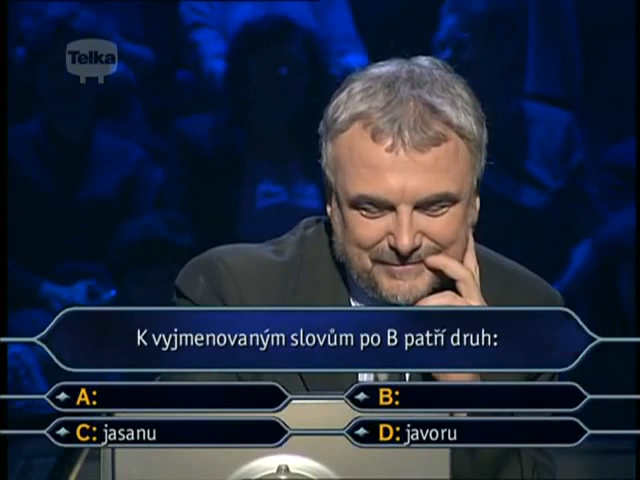 Telka
K vyjmenovaným slovům po B patří druh:
A:
B:
C: jasanu
D: javoru